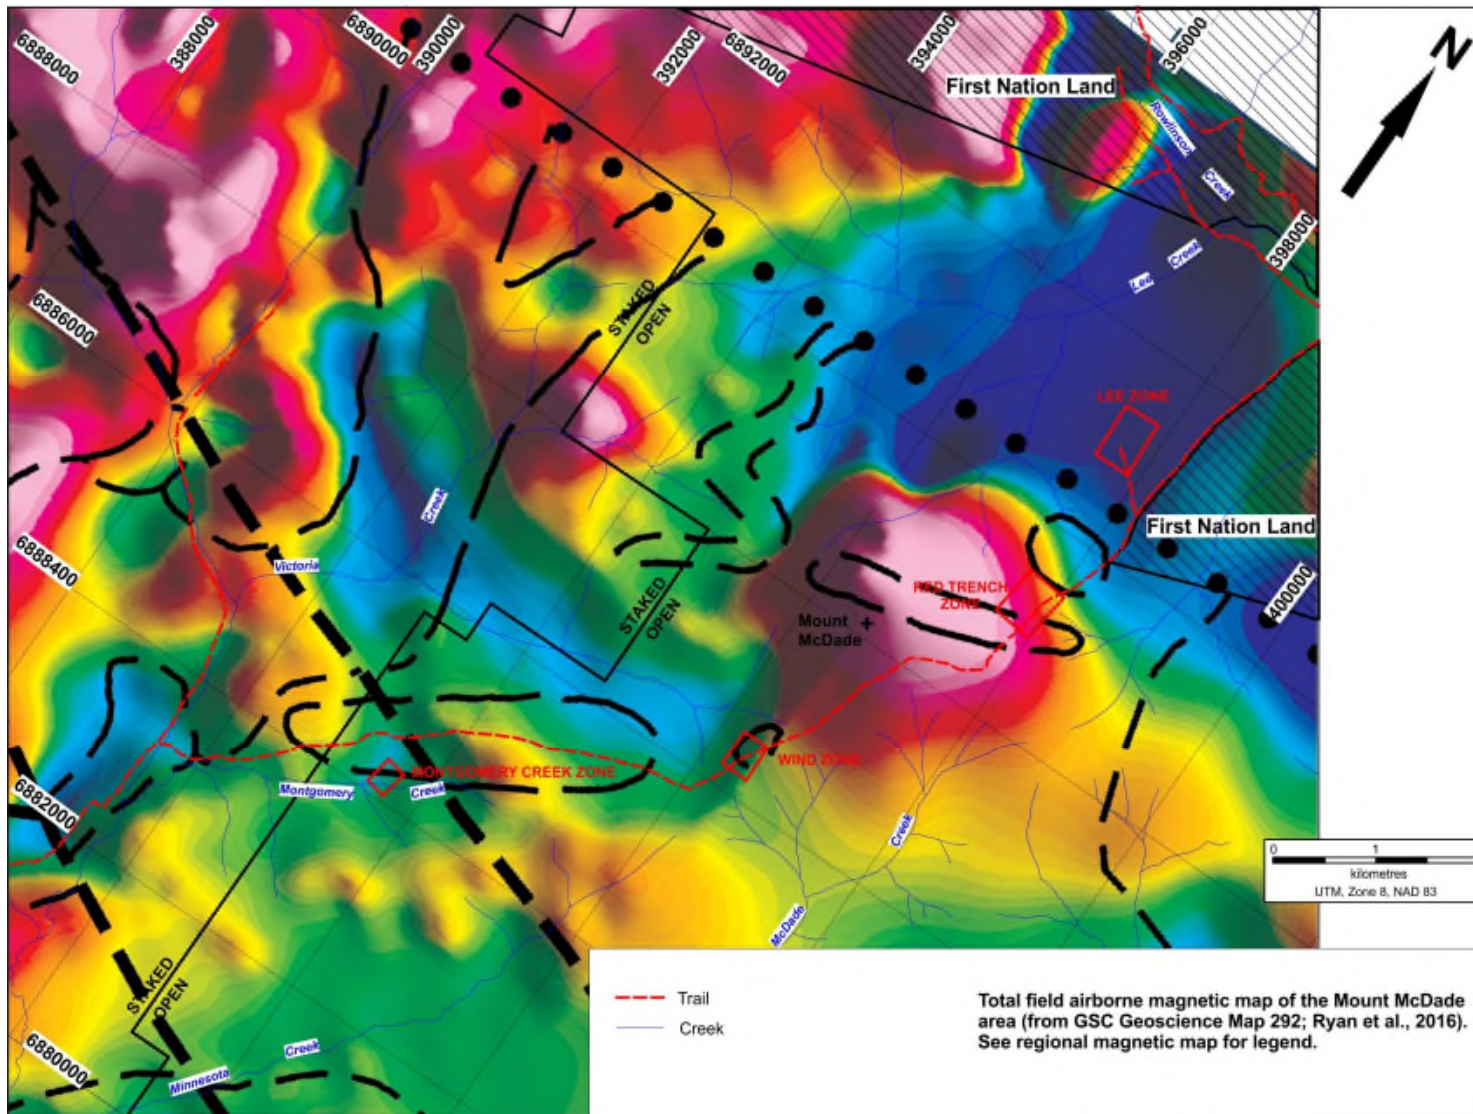 6888000
388000
6890000
390000
392000
6892000
394000
396000
N
First Nation Land
Rowlinson
Creek
398000
Lee Creek
6886000
STAKED
OPEN
LEE ZONE
Creek
First Nation Land
6888400
Victoria
STAKED
OPEN
RED TRENCH
ZONE
Mount
McDade
400000
WIND ZONE
MONTGOMERY CREEK ZONE
Montgomery Creek
6882000
Creek
McDade
0 1
kilometres
UTM, Zone 8, NAD 83
STAKED
OPEN
6880000
Creek
Minnesota
Trail
Creek
Total field airborne magnetic map of the Mount McDade
area (from GSC Geoscience Map 292; Ryan et al., 2016).
See regional magnetic map for legend.